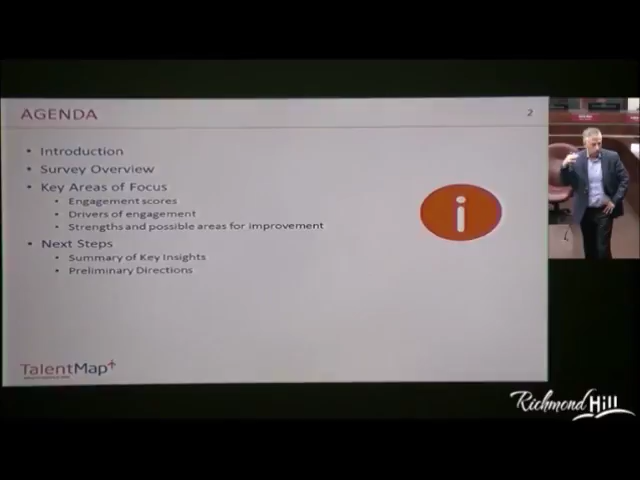 AGENDA
2
Introduction
Survey Overview
Key Areas of Focus
Engagement scores
Drivers of engagement
Strengths and possible areas for improvement
Next Steps
Summary of Key Insights
Preliminary Directions
i
TalentMap
Richmond Hill